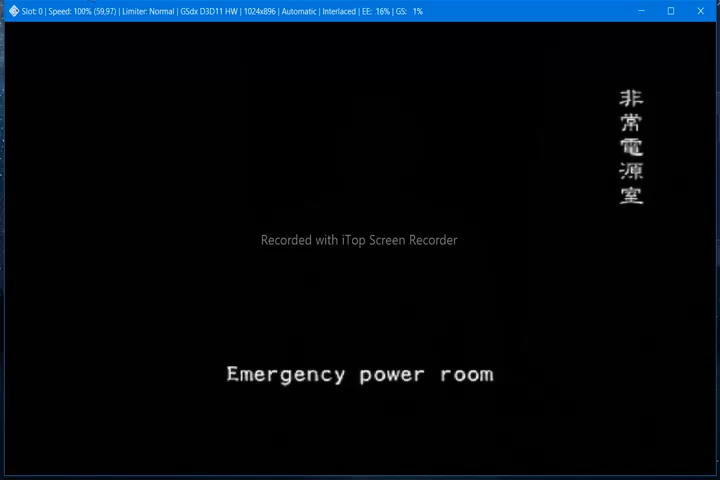 Slot: 0 | Speed: 100% (59,97) | Limiter: Normal | GSdx D3D11 HW | 1024x896 | Automatic | Interlaced | EE: 16% | GS: 1%
非常電源室
Recorded with iTop Screen Recorder
Emergency power room